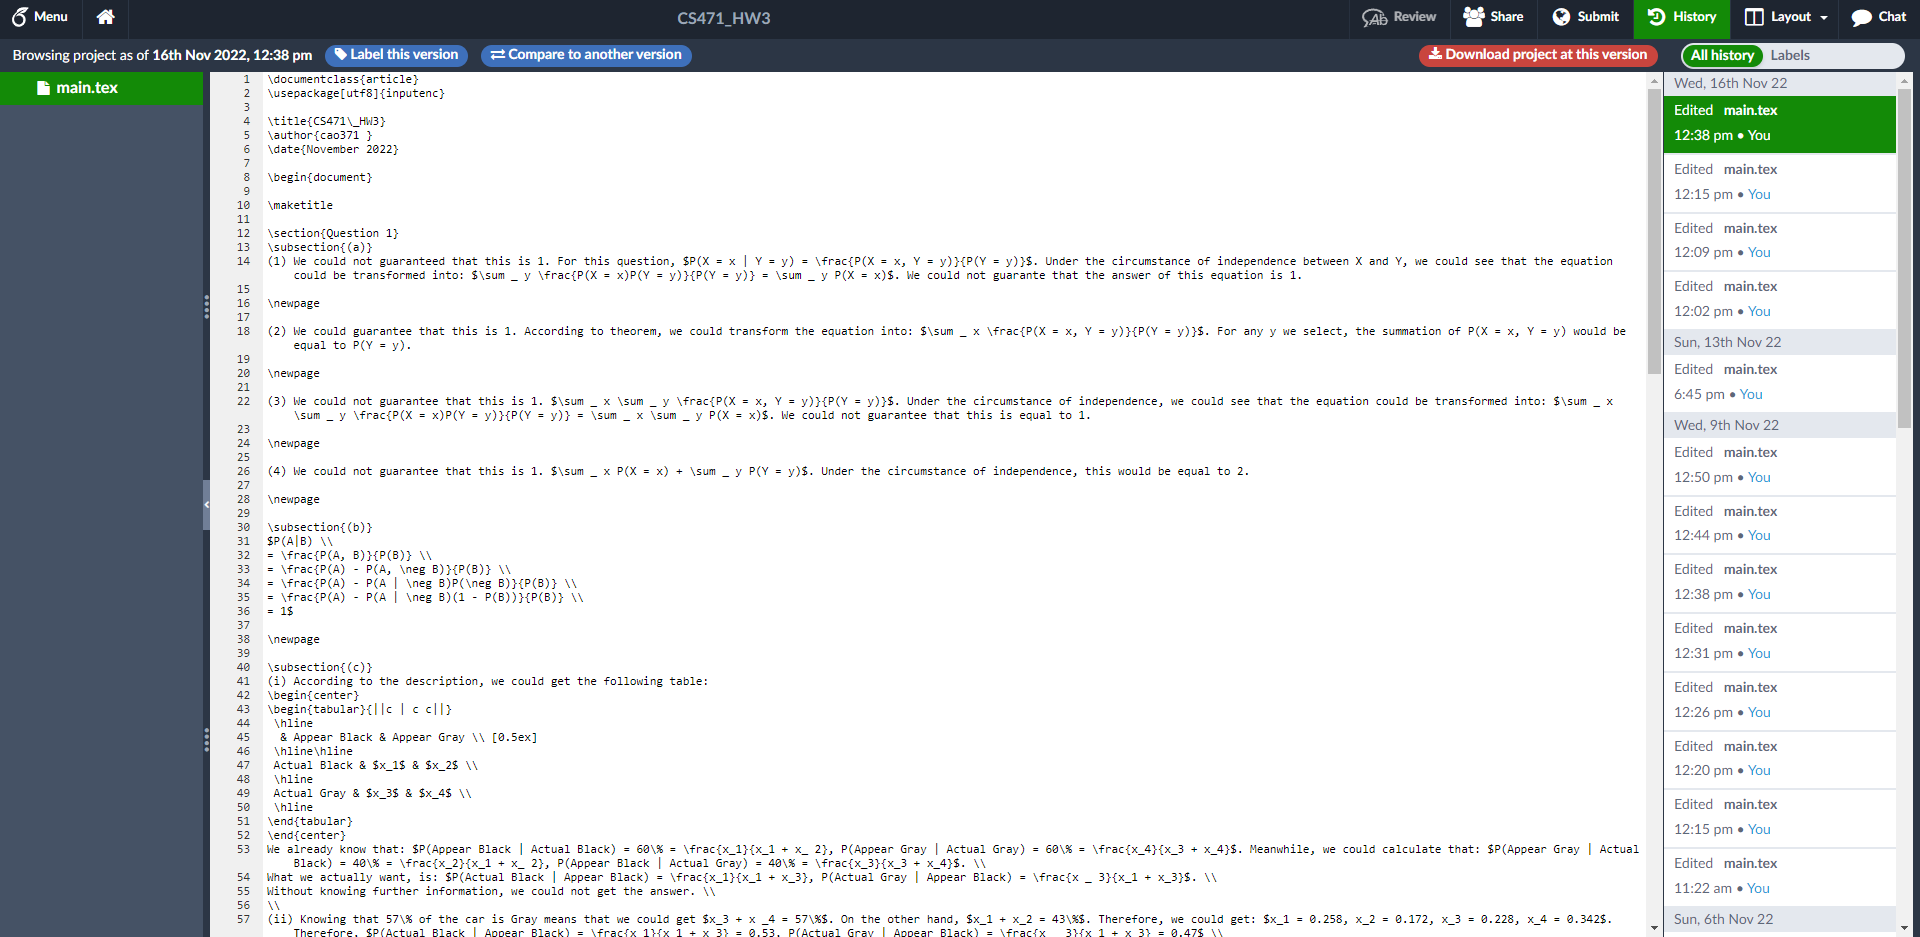 Menu
CS471_HW3
Review
Share
Submit
History
Layout
Chat
Browsing project as of 16th Nov 2022, 12:38 pm
Label this version
Compare to another version
Download project at this version
All history
Labels
main.tex
1 \documentclass{article}
2 \usepackage[utf8]{inputenc}
3
4 \title{CS471\_HW3}
5 \author{cao371 }
6 \date{November 2022}
7
8 \begin{document}
9
10 \maketitle
11
12 \section{Question 1}
13 \subsection{(a)}
14 (1) We could not guaranteed that this is 1. For this question, $P(X = x | Y = y) = \frac{P(X = x, Y = y)}{P(Y = y)}$. Under the circumstance of independence between X and Y, we could see that the equation
could be transformed into: $\sum _ y \frac{P(X = x)P(Y = y)}{P(Y = y)} = \sum _ y P(X = x)$. We could not guarante that the answer of this equation is 1.
15
16 \newpage
17
18 (2) We could guarantee that this is 1. According to theorem, we could transform the equation into: $\sum _ x \frac{P(X = x, Y = y)}{P(Y = y)}$. For any y we select, the summation of P(X = x, Y = y) would be
equal to P(Y = y).
19
20 \newpage
21
22 (3) We could not guarantee that this is 1. $\sum _ x \sum _ y \frac{P(X = x, Y = y)}{P(Y = y)}$. Under the circumstance of independence, we could see that the equation could be transformed into: $\sum _ x
\sum _ y \frac{P(X = x)P(Y = y)}{P(Y = y)} = \sum _ x \sum _ y P(X = x)$. We could not guarantee that this is equal to 1.
23
24 \newpage
25
26 (4) We could not guarantee that this is 1. $\sum _ x P(X = x) + \sum _ y P(Y = y)$. Under the circumstance of independence, this would be equal to 2.
27
28 \newpage
29
30 \subsection{(b)}
31 $P(A|B) \\
32 = \frac{P(A, B)}{P(B)} \\
33 = \frac{P(A) - P(A, \neg B)}{P(B)} \\
34 = \frac{P(A) - P(A | \neg B)P(\neg B)}{P(B)} \\
35 = \frac{P(A) - P(A | \neg B)(1 - P(B))}{P(B)} \\
36 = 1$
37
38 \newpage
39
40 \subsection{(c)}
41 (i) According to the description, we could get the following table:
42 \begin{center}
43 \begin{tabular}{||c | c c||}
44 \hline
45 & Appear Black & Appear Gray \\ [0.5ex]
46 \hline\hline
47 Actual Black & $x_1$ & $x_2$ \\
48 \hline
49 Actual Gray & $x_3$ & $x_4$ \\
50 \hline
51 \end{tabular}
52 \end{center}
53 We already know that: $P(Appear Black | Actual Black) = 60\% = \frac{x_1}{x_1 + x_ 2}, P(Appear Gray | Actual Gray) = 60\% = \frac{x_4}{x_3 + x_4}$. Meanwhile, we could calculate that: $P(Appear Gray | Actual
Black) = 40\% = \frac{x_2}{x_1 + x_ 2}, P(Appear Black | Actual Gray) = 40\% = \frac{x_3}{x_3 + x_4}$. \\
54 What we actually want, is: $P(Actual Black | Appear Black) = \frac{x_1}{x_1 + x_3}, P(Actual Gray | Appear Black) = \frac{x _ 3}{x_1 + x_3}$. \\
55 Without knowing further information, we could not get the answer. \\
56 \\
57 (ii) Knowing that 57\% of the car is Gray means that we could get $x_3 + x _4 = 57\%$. On the other hand, $x_1 + x_2 = 43\%$. Therefore, we could get: $x_1 = 0.258, x_2 = 0.172, x_3 = 0.228, x_4 = 0.342$.
Therefore, $P(Actual Black | Appear Black) = \frac{x_1}{x_1 + x_3} = 0.53, P(Actual Gray | Appear Black) = \frac{x _ 3}{x_1 + x_3} = 0.47$ \\
Wed, 16th Nov 22
Edited main.tex
12:38 pm • You
Edited main.tex
12:15 pm • You
Edited main.tex
12:09 pm • You
Edited main.tex
12:02 pm • You
Sun, 13th Nov 22
Edited main.tex
6:45 pm • You
Wed, 9th Nov 22
Edited main.tex
12:50 pm • You
Edited main.tex
12:44 pm • You
Edited main.tex
12:38 pm • You
Edited main.tex
12:31 pm • You
Edited main.tex
12:26 pm • You
Edited main.tex
12:20 pm • You
Edited main.tex
12:15 pm • You
Edited main.tex
11:22 am • You
Sun, 6th Nov 22